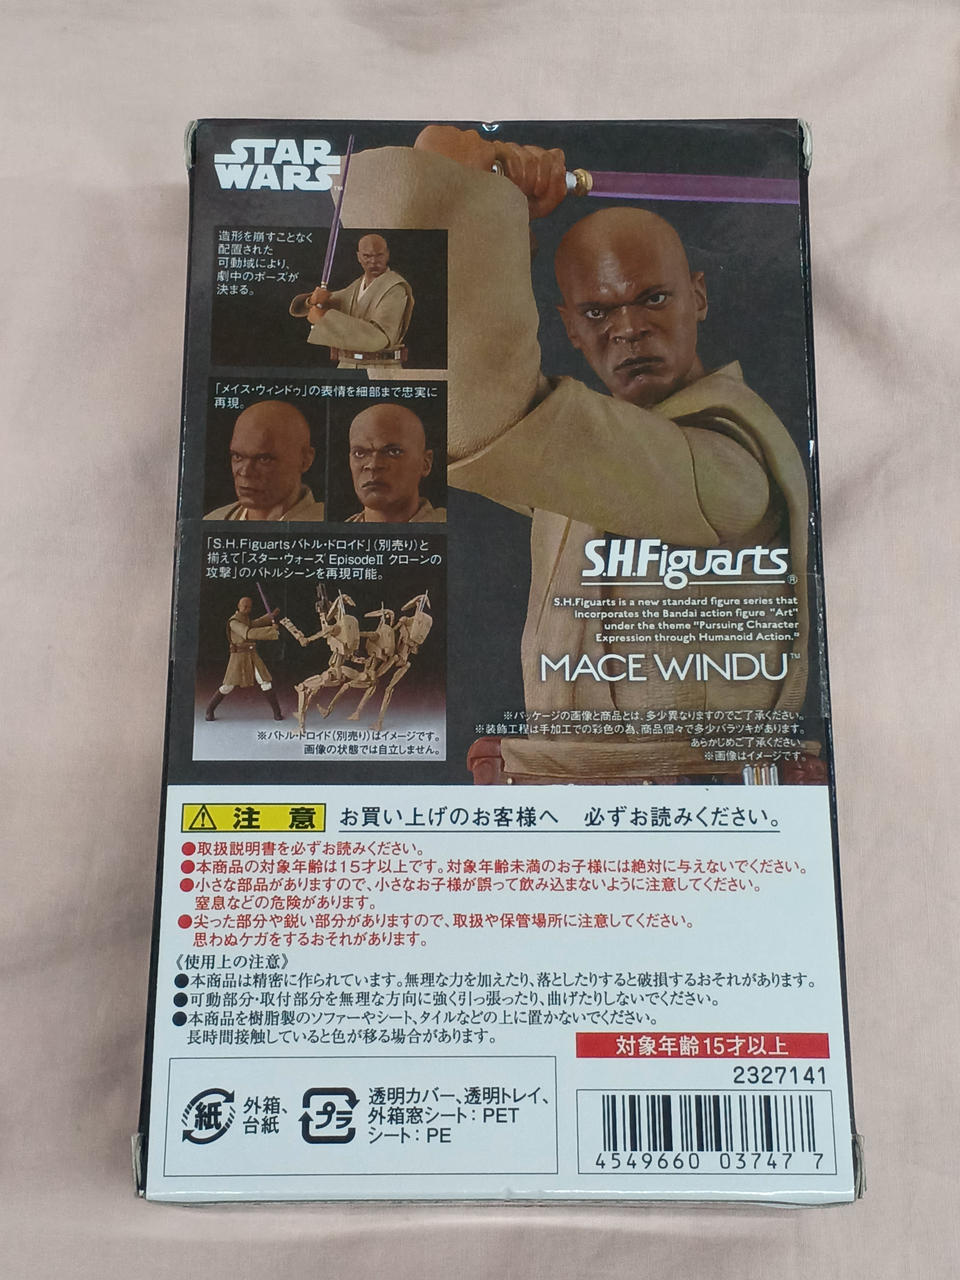 STAR
WARS™
造形を崩すことなく
配置された
可動域により、
劇中のポーズが
決まる。
「メイス・ウィンドゥ」の表情を細部まで忠実に
再現。
「S.H.Figuartsバトル・ドロイド」(別売り)と
揃えて「スター・ウォーズ EpisodeⅡ クローンの
攻撃」のバトルシーンを再現可能。
※バトル・ドロイド(別売り)はイメージです。
画像の状態では自立しません。
S.H.Figuarts®
S.H.Figuarts is a new standard figure series that
incorporates the Bandai action figure "Art"
under the theme "Pursuing Character
Expression through Humanoid Action."
MACE WINDU™
※パッケージの画像と商品とは、多少異なりますのでご了承ください。
※装飾工程は手加工での彩色の為、商品個々で多少バラツキがあります。
あらかじめご了承ください。
※画像はイメージです。
注 意 お買い上げのお客様へ 必ずお読みください。
●取扱説明書を必ずお読みください。
●本商品の対象年齢は15才以上です。対象年齢未満のお子様には絶対に与えないでください。
●小さな部品がありますので、小さなお子様が誤って飲み込まないように注意してください。
窒息などの危険があります。
●尖った部分や鋭い部分がありますので、取扱や保管場所に注意してください。
思わぬケガをするおそれがあります。
《使用上の注意》
●本商品は精密に作られています。無理な力を加えたり、落としたりすると破損するおそれがあります。
●可動部分・取付部分を無理な方向に強く引っ張ったり、曲げたりしないでください。
●本商品を樹脂製のソファーやシート、タイルなどの上に置かないでください。
長時間接触していると色が移る場合があります。
対象年齢15才以上
2327141
紙
外箱、
台紙
プラ
透明カバー、透明トレイ、
外箱窓シート：PET
シート：PE
4549660 03747 7